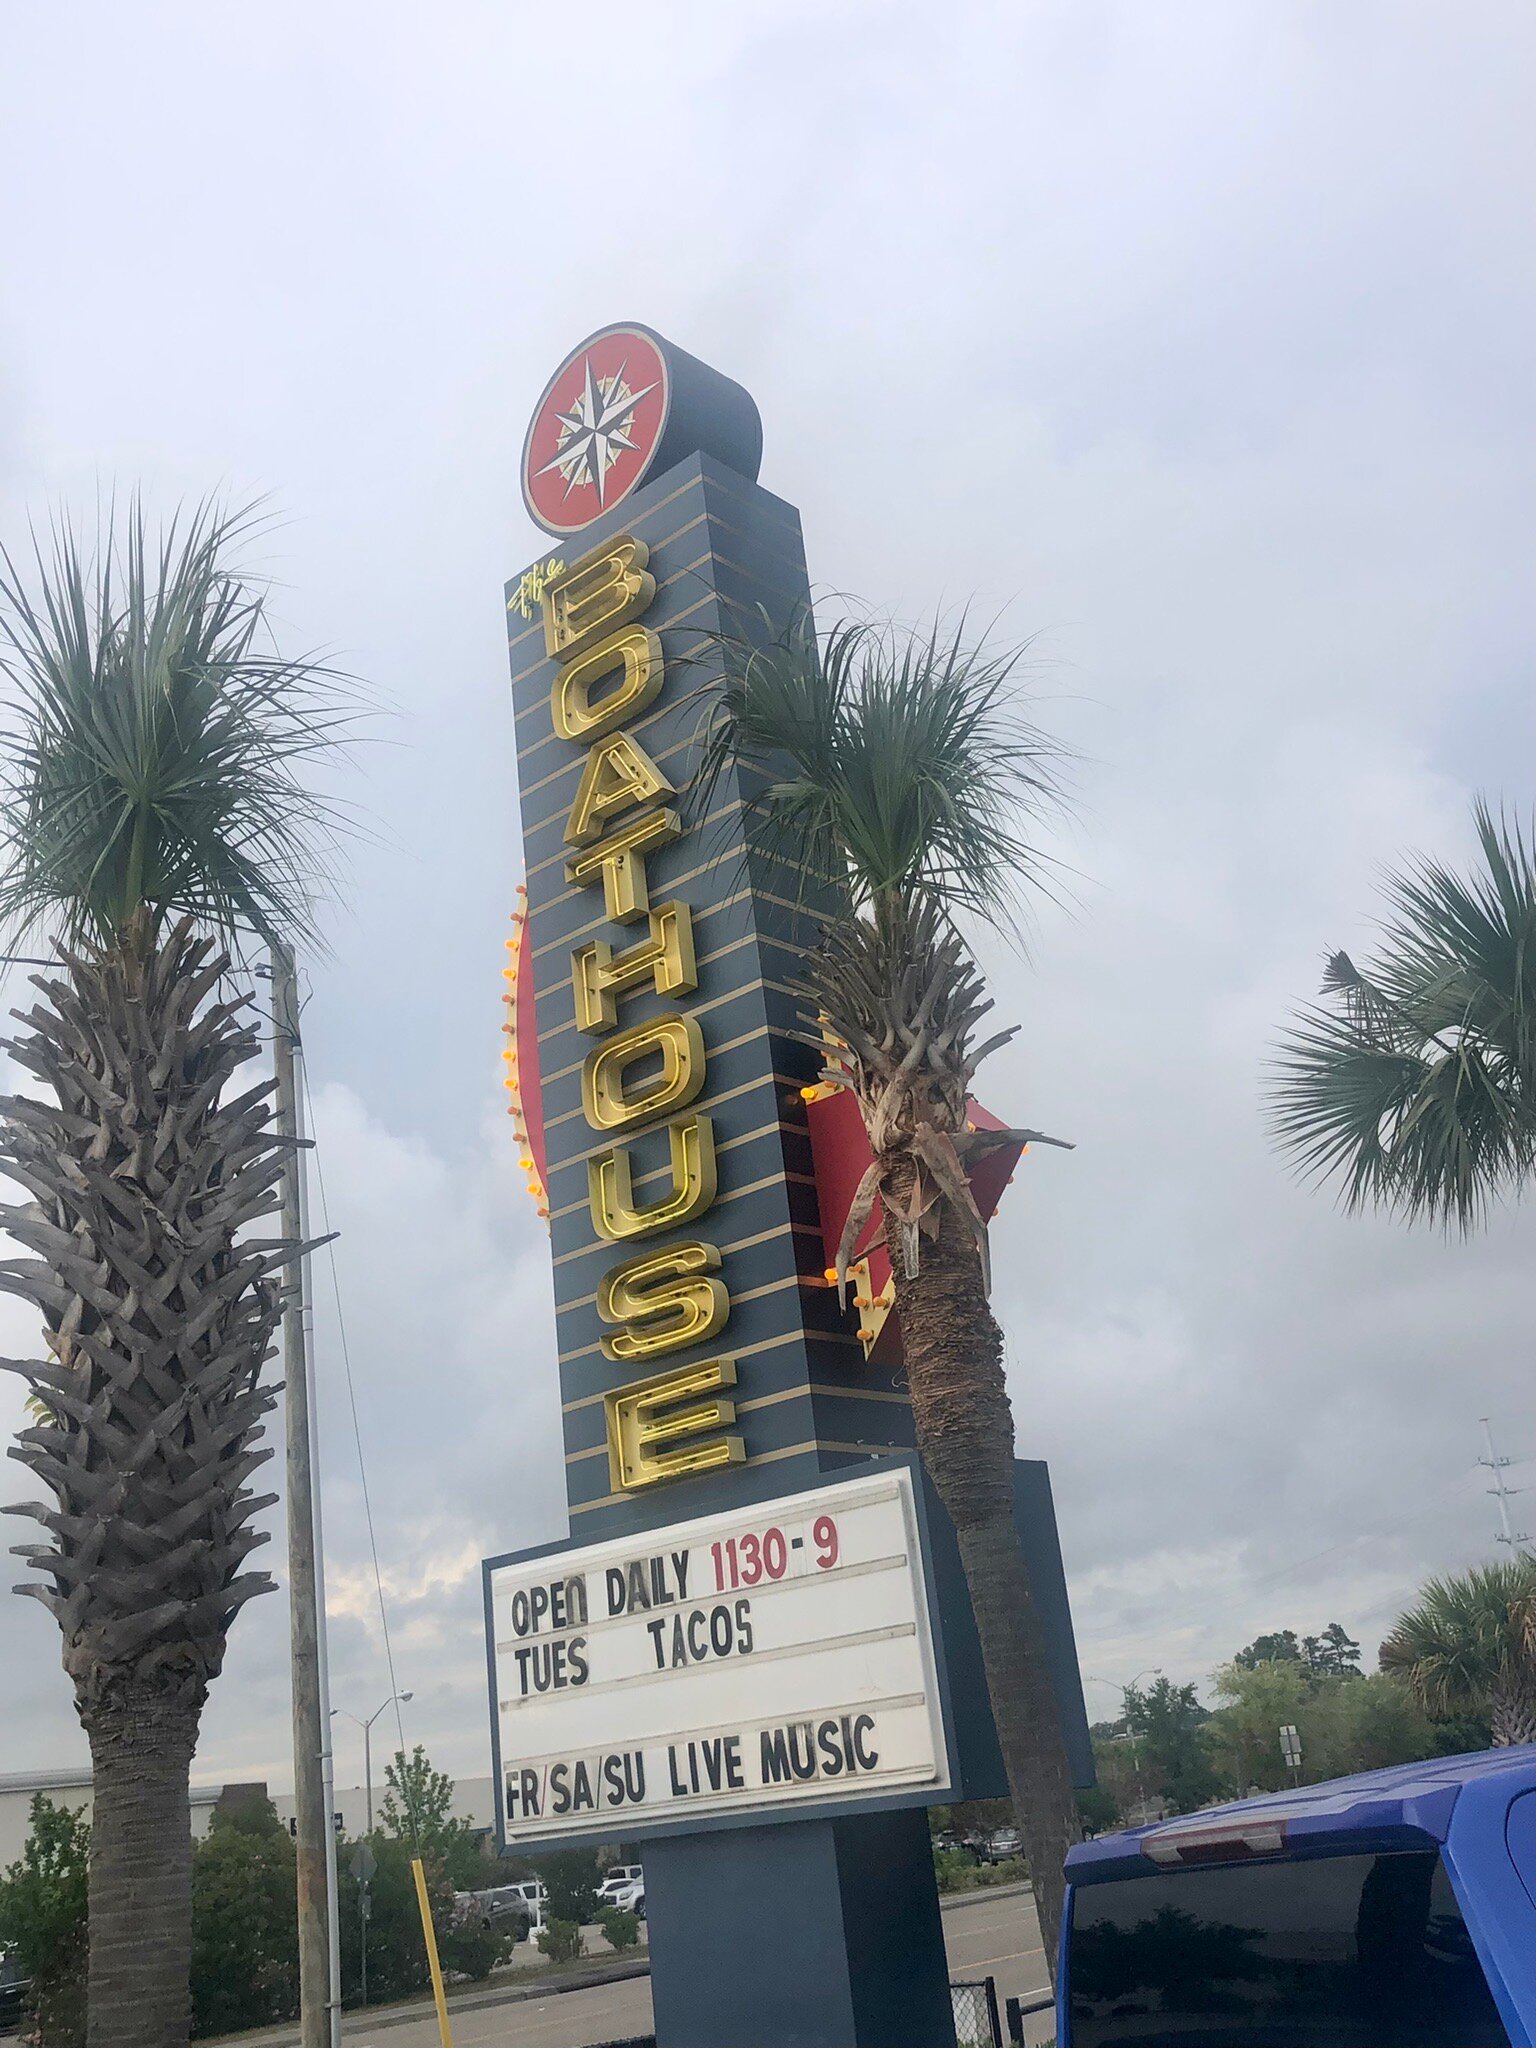 The
BOATHOUSE
OPEN DAILY 1130-9
TUES TACOS
FR/SA/SU LIVE MUSIC